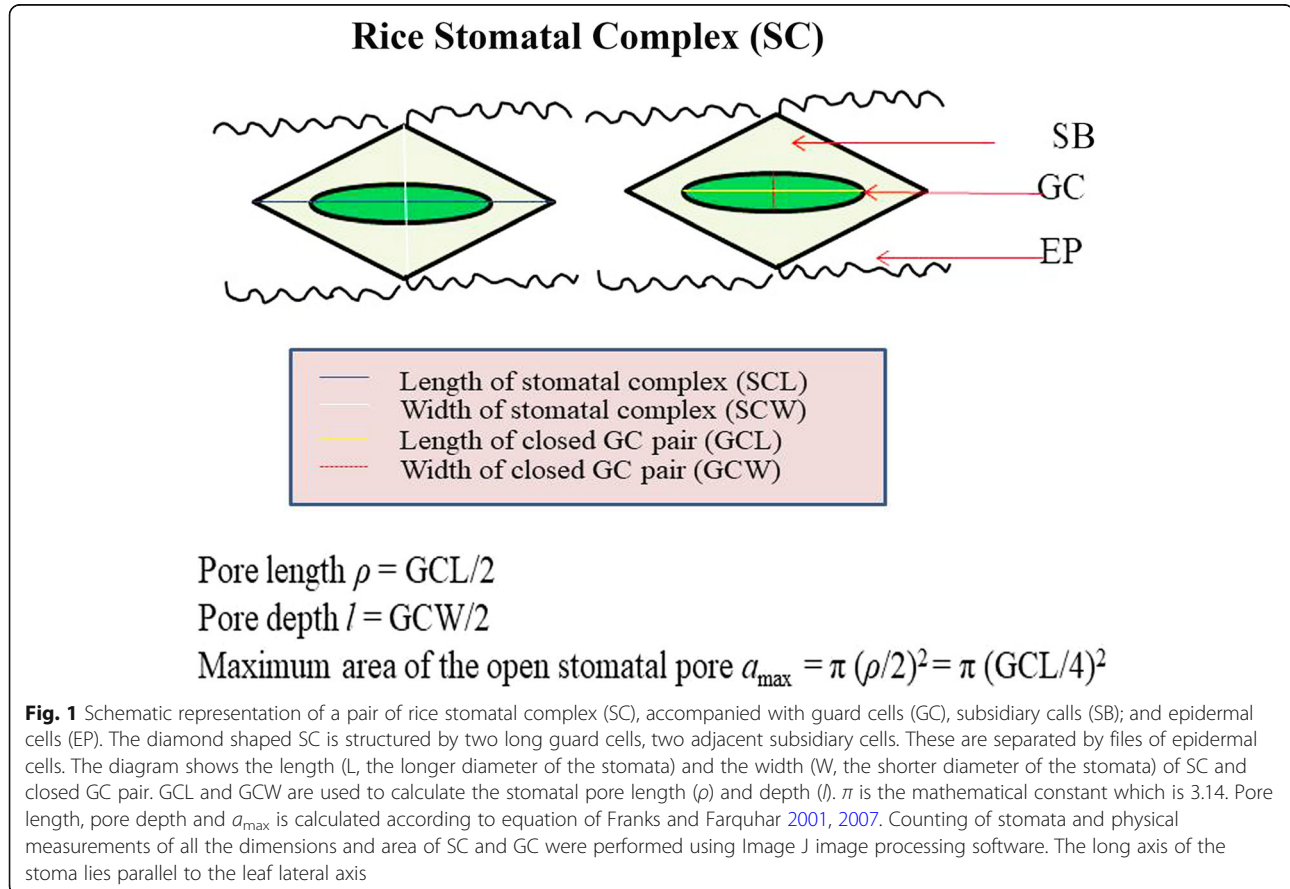 Rice Stomatal Complex (SC)
SB
GC
EP
Length of stomatal complex (SCL)
Width of stomatal complex (SCW)
Length of closed GC pair (GCL)
Width of closed GC pair (GCW)
Pore length ρ = GCL/2
Pore depth l = GCW/2
Maximum area of the open stomatal pore a_max = π (ρ/2)² = π (GCL/4)²
Fig. 1 Schematic representation of a pair of rice stomatal complex (SC), accompanied with guard cells (GC), subsidiary calls (SB); and epidermal
cells (EP). The diamond shaped SC is structured by two long guard cells, two adjacent subsidiary cells. These are separated by files of epidermal
cells. The diagram shows the length (L, the longer diameter of the stomata) and the width (W, the shorter diameter of the stomata) of SC and
closed GC pair. GCL and GCW are used to calculate the stomatal pore length (ρ) and depth (l). π is the mathematical constant which is 3.14. Pore
length, pore depth and a_max is calculated according to equation of Franks and Farquhar 2001, 2007. Counting of stomata and physical
measurements of all the dimensions and area of SC and GC were performed using Image J image processing software. The long axis of the
stoma lies parallel to the leaf lateral axis